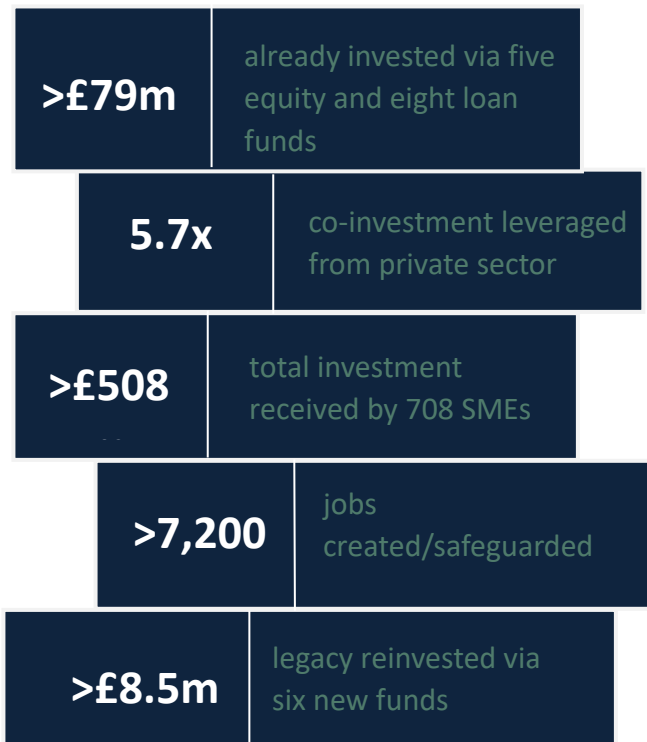 >£79m
already invested via five
equity and eight loan
funds
5.7x
co-investment leveraged
from private sector
>£508
total investment
received by 708 SMEs
>7,200
jobs
created/safeguarded
>£8.5m
legacy reinvested via
six new funds